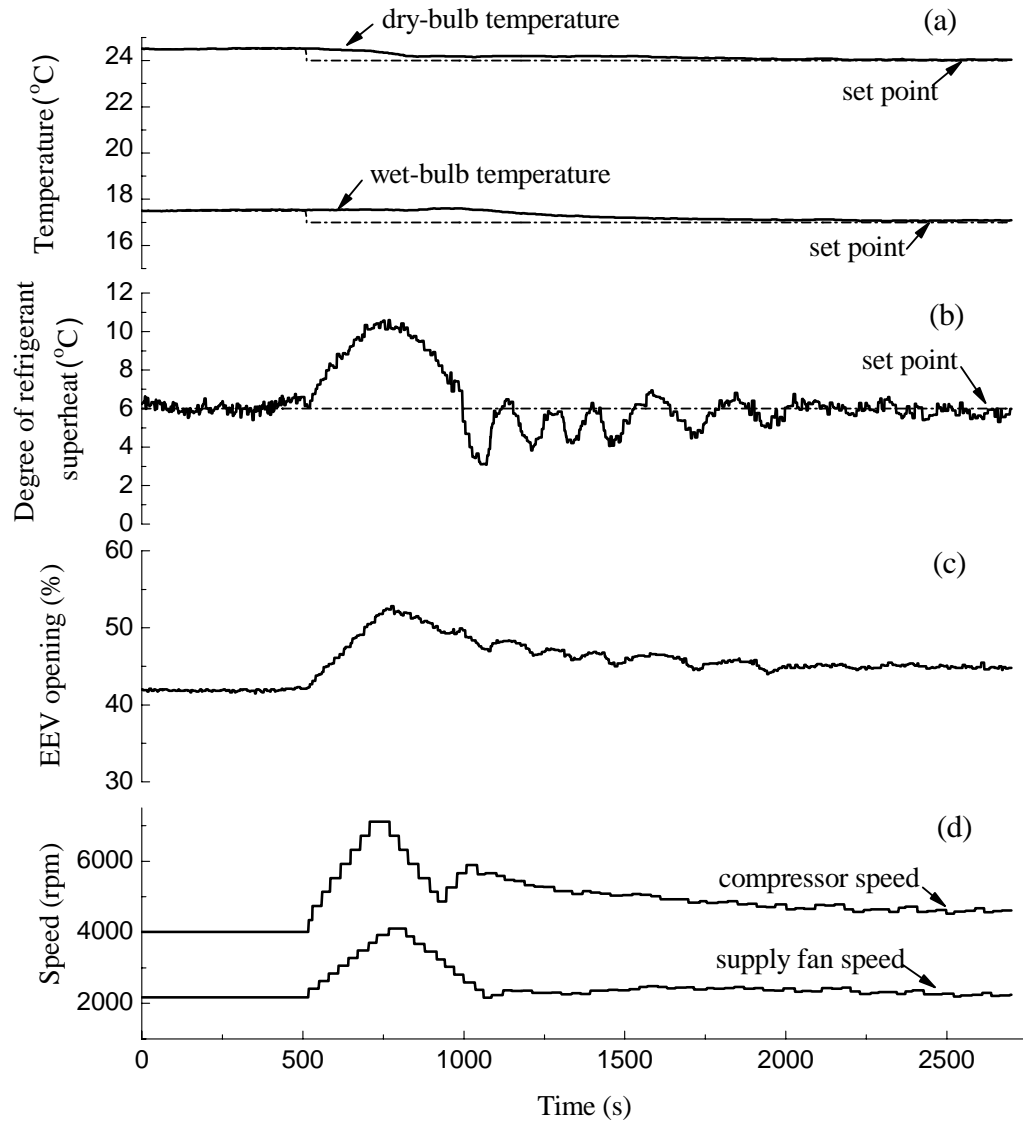 dry-bulb temperature
(a)
24
22
20
18
16
Temperature (°C)
set point
wet-bulb temperature
set point
12
10
8
6
4
2
0
Degree of refrigerant
superheat (°C)
(b)
set point
60
50
40
30
EEV opening (%)
(c)
6000
4000
2000
Speed (rpm)
(d)
compressor speed
supply fan speed
0 500 1000 1500 2000 2500
Time (s)